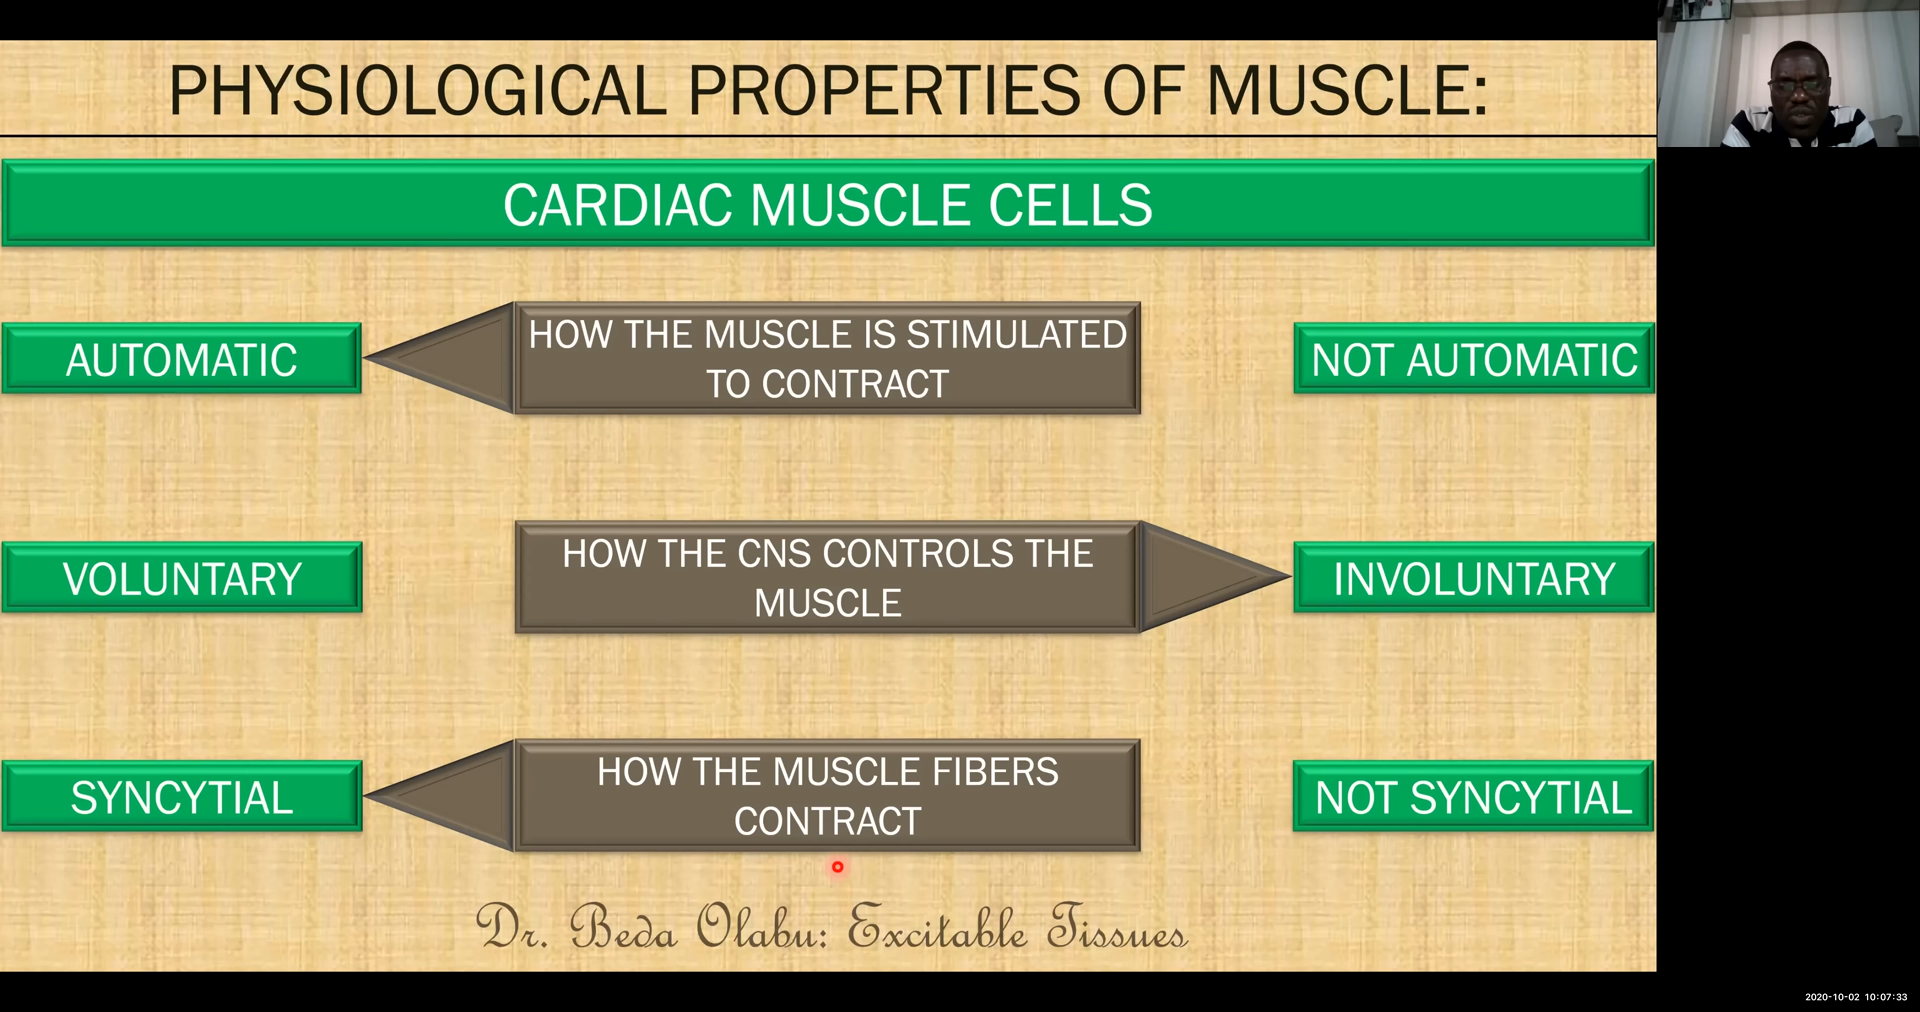 PHYSIOLOGICAL PROPERTIES OF MUSCLE:
CARDIAC MUSCLE CELLS
AUTOMATIC
HOW THE MUSCLE IS STIMULATED
TO CONTRACT
NOT AUTOMATIC
VOLUNTARY
HOW THE CNS CONTROLS THE
MUSCLE
INVOLUNTARY
SYNCYTIAL
HOW THE MUSCLE FIBERS
CONTRACT
NOT SYNCYTIAL
Dr. Beda Olabu: Excitable Tissues
2020-10-02 10:07:33